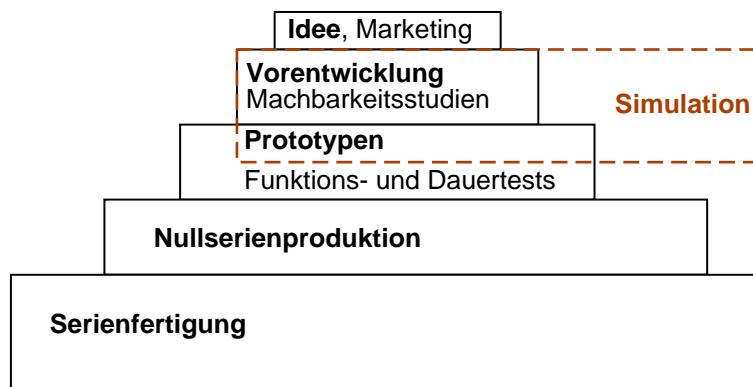 Idee, Marketing
Vorentwicklung
Machbarkeitsstudien
Simulation
Prototypen
Funktions- und Dauertests
Nullserienproduktion
Serienfertigung